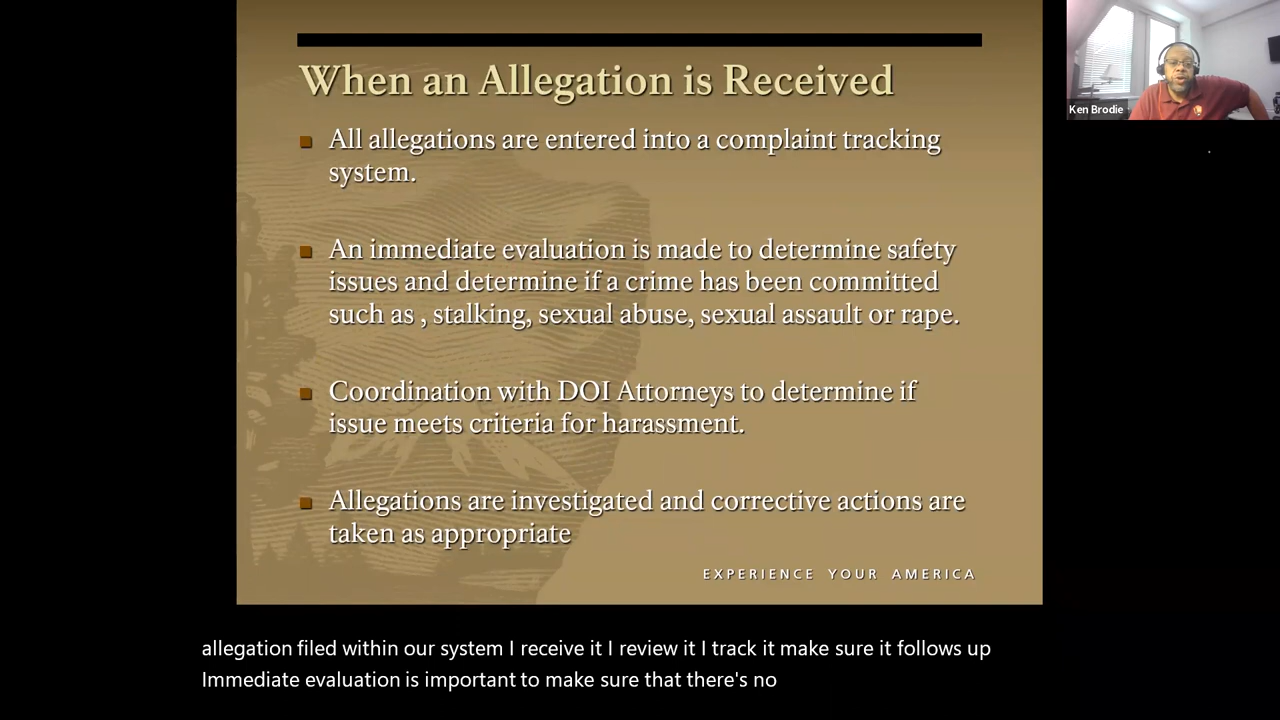 When an Allegation is Received
All allegations are entered into a complaint tracking
system.
An immediate evaluation is made to determine safety
issues and determine if a crime has been committed
such as , stalking, sexual abuse, sexual assault or rape.
Coordination with DOI Attorneys to determine if
issue meets criteria for harassment.
Allegations are investigated and corrective actions are
taken as appropriate
EXPERIENCE YOUR AMERICA
Ken Brodie
allegation filed within our system I receive it I review it I track it make sure it follows up
Immediate evaluation is important to make sure that there's no